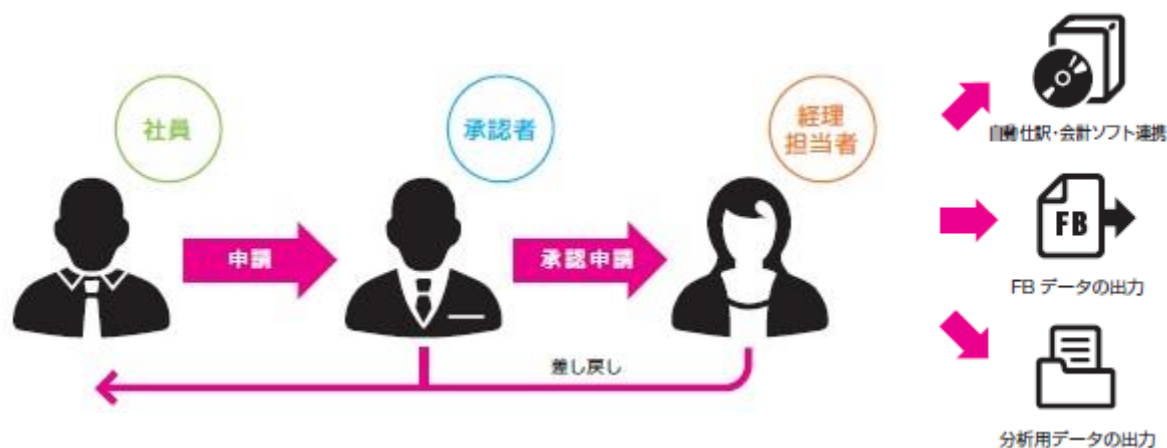 社員
承認者
経理
担当者
申請
承認申請
差し戻し
自動仕訳・会計ソフト連携
FB
FB データの出力
分析用データの出力